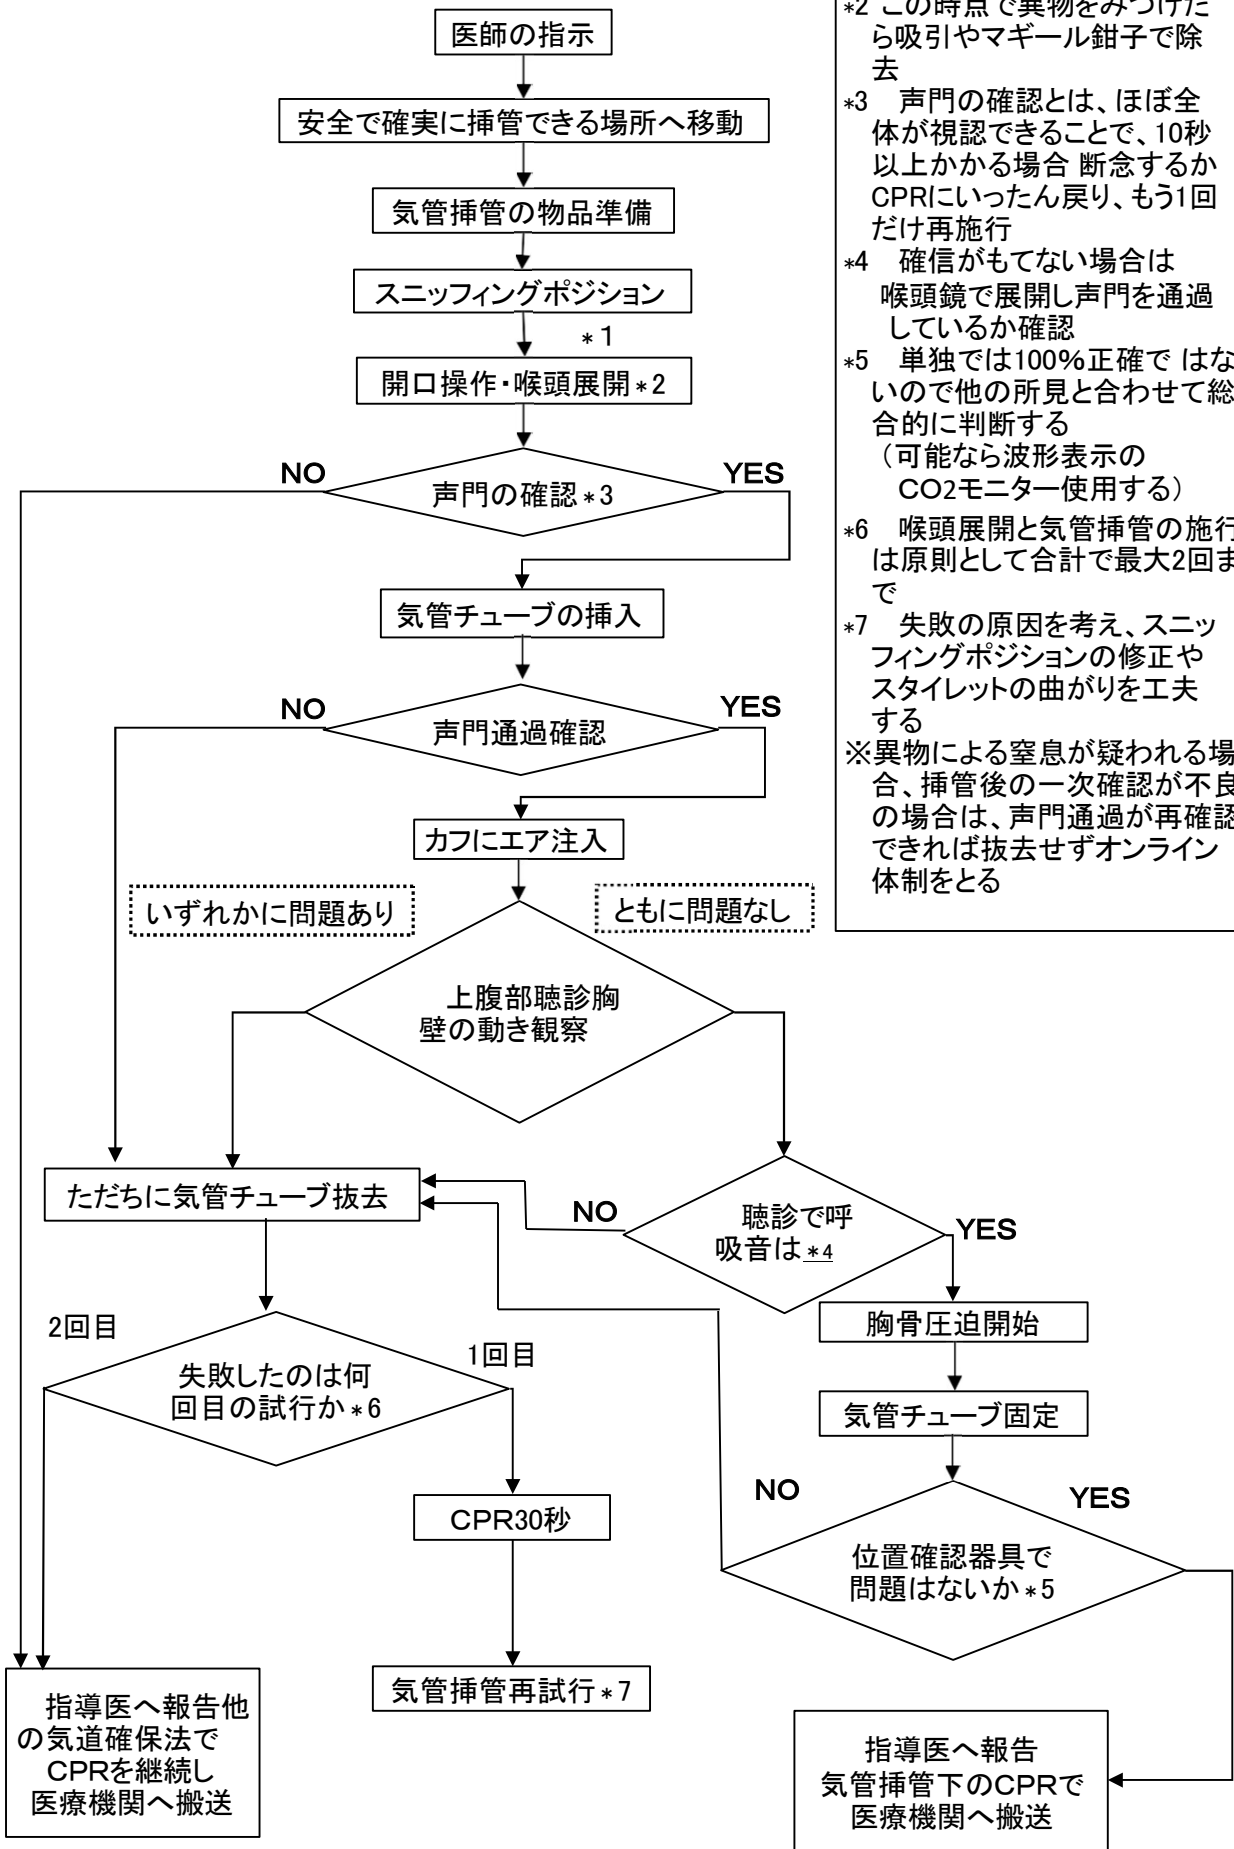 医師の指示
安全で確実に挿管できる場所へ移動
気管挿管の物品準備
スニッフィングポジション
*1
開口操作・喉頭展開*2
NO
YES
声門の確認*3
気管チューブの挿入
NO
YES
声門通過確認
カフにエア注入
いずれかに問題あり
ともに問題なし
上腹部聴診胸
壁の動き観察
ただちに気管チューブ抜去
NO
YES
聴診で呼
吸音は*4
胸骨圧迫開始
2回目
1回目
失敗したのは何
回目の試行か*6
気管チューブ固定
CPR30秒
NO
YES
位置確認器具で
問題はないか*5
気管挿管再試行*7
指導医へ報告他
の気道確保法で
CPRを継続し
医療機関へ搬送
指導医へ報告
気管挿管下のCPRで
医療機関へ搬送
*2 この時点で異物をみつけた
ら吸引やマギール鉗子で除
去
*3 声門の確認とは、ほぼ全
体が視認できることで、10秒
以上かかる場合 断念するか
CPRにいったん戻り、もう1回
だけ再施行
*4 確信がもてない場合は
喉頭鏡で展開し声門を通過
しているか確認
*5 単独では100%正確で はな
いので他の所見と合わせて総
合的に判断する
（可能なら波形表示の
CO2モニター使用する）
*6 喉頭展開と気管挿管の施行
は原則として合計で最大2回ま
で
*7 失敗の原因を考え、スニッ
フィングポジションの修正や
スタイレットの曲がりを工夫
する
※異物による窒息が疑われる場
合、挿管後の一次確認が不良
の場合は、声門通過が再確認
できれば抜去せずオンライン
体制をとる